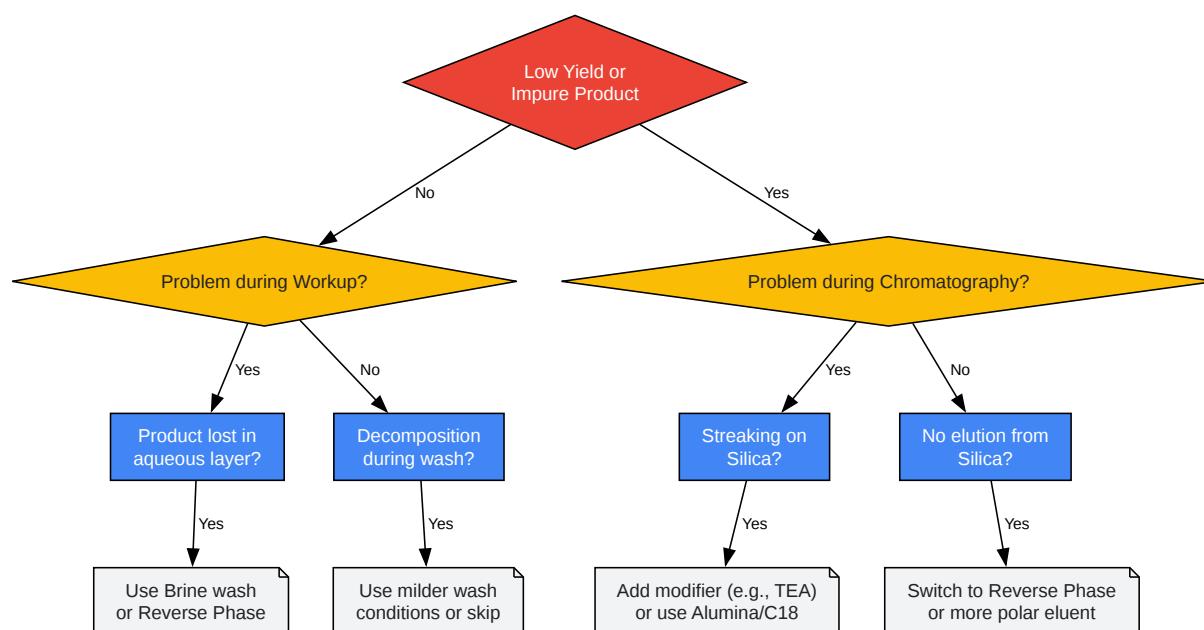 Low Yield or
Impure Product
No
Yes
Problem during Workup?
Problem during Chromatography?
Yes
No
Yes
No
Product lost in
aqueous layer?
Decomposition
during wash?
Streaking on
Silica?
No elution from
Silica?
Yes
Yes
Yes
Yes
Use Brine wash
or Reverse Phase
Use milder wash
conditions or skip
Add modifier (e.g., TEA)
or use Alumina/C18
Switch to Reverse Phase
or more polar eluent